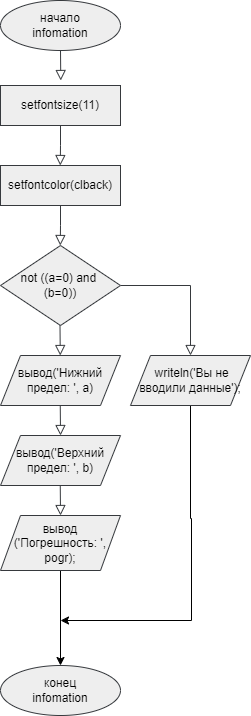 начало
infomation
setfontsize(11)
setfontcolor(clback)
not ((a=0) and
(b=0))
вывод('Нижний
предел: ', a)
writeln('Вы не
вводили данные');
вывод('Верхний
предел: ', b)
вывод
('Погрешность: ',
pogr);
конец
infomation